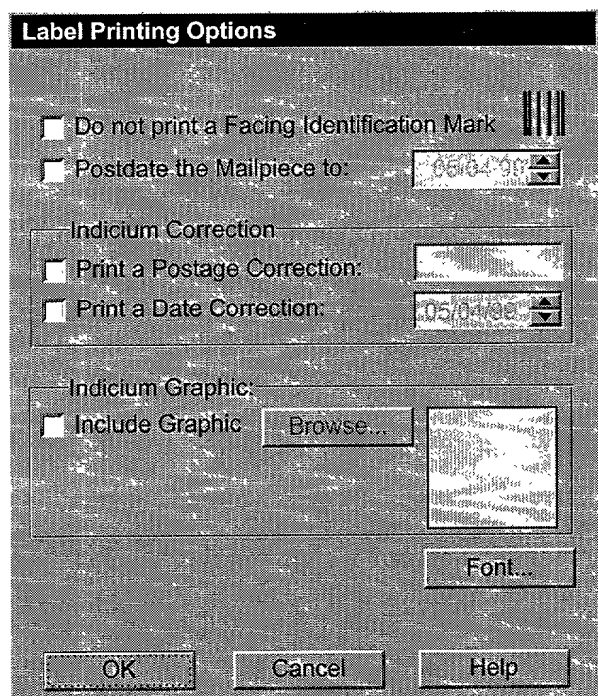 Label Printing Options
Do not print a Facing Identification Mark
Postdate the Mailpiece to:
Indicium Correction
Print a Postage Correction:
Print a Date Correction:
Indicium Graphic:
Include Graphic Browse...
Font...
OK Cancel Help